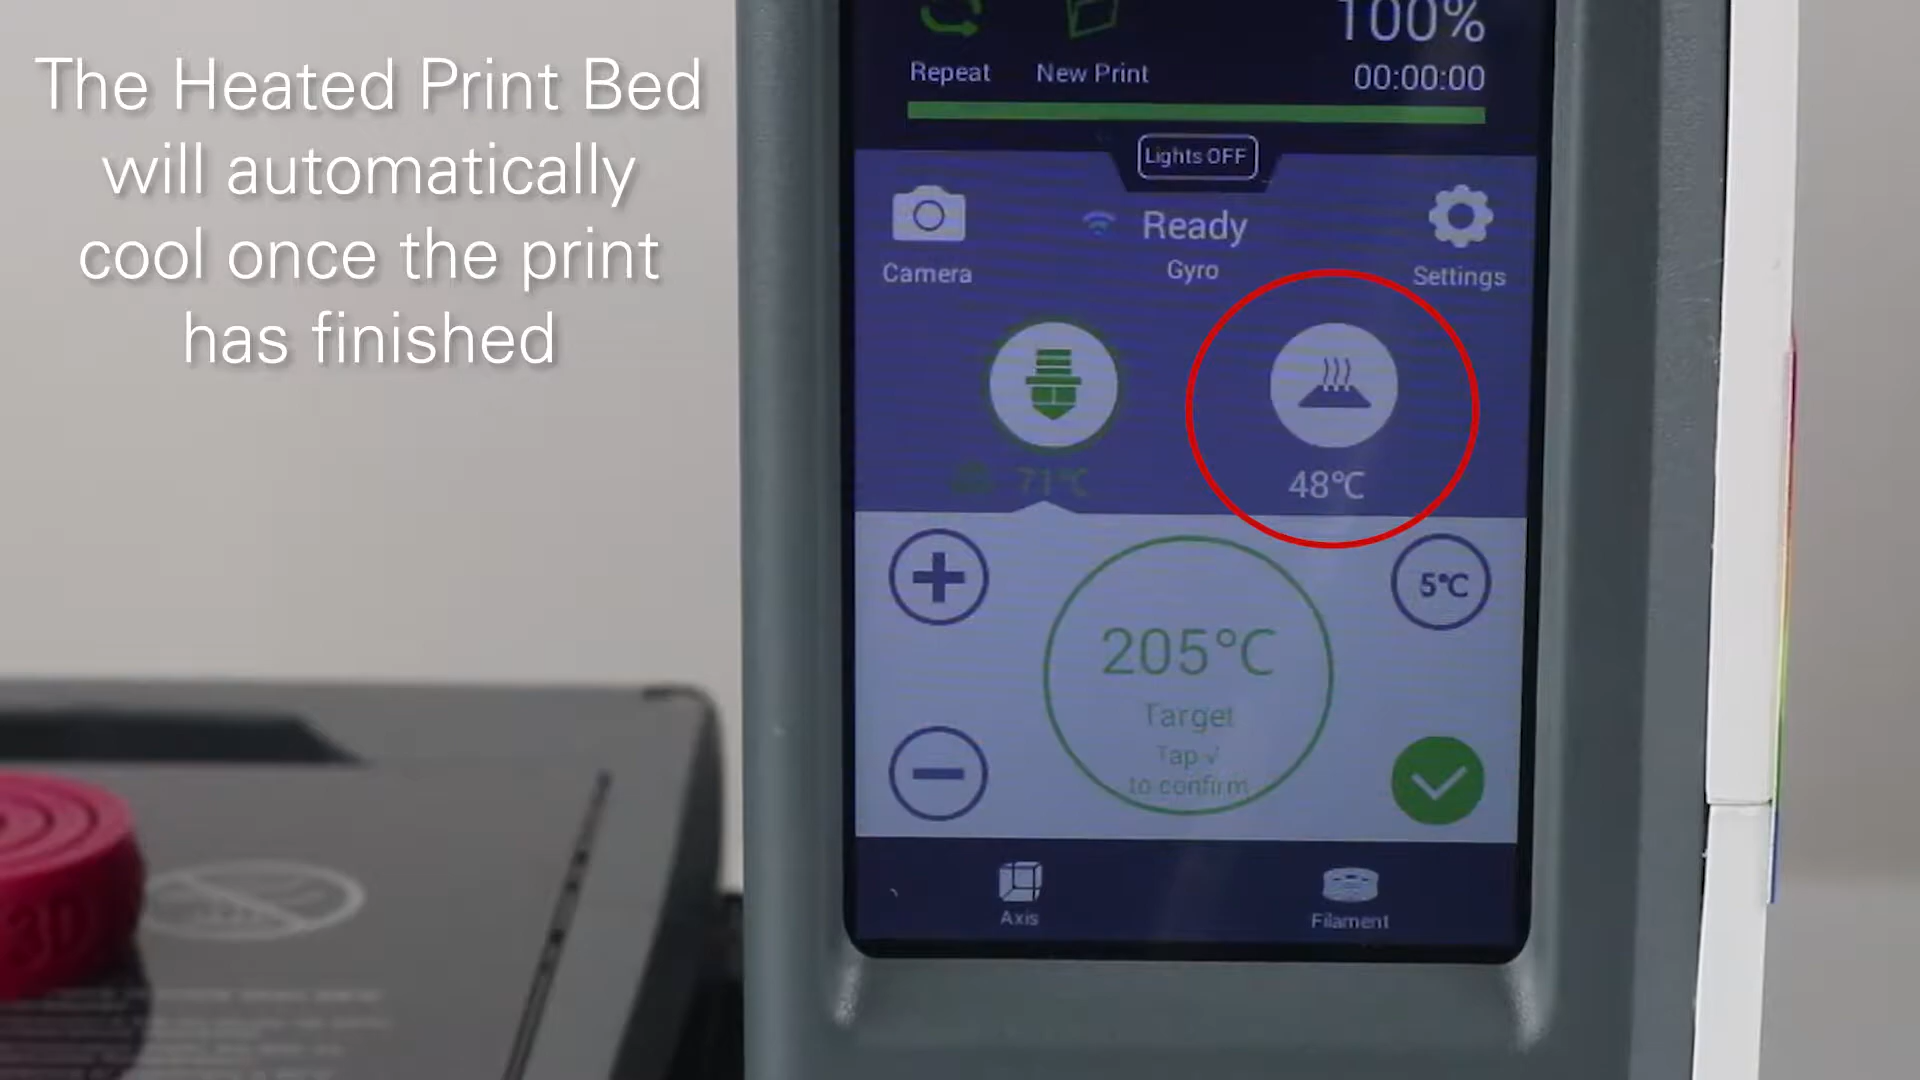 The Heated Print Bed
will automatically
cool once the print
has finished
100%
Repeat
New Print
00:00:00
Lights OFF
Camera
Ready
Gyro
Settings
71°C
48°C
5°C
205°C
Target
Tap √
to confirm
Axis
Filament